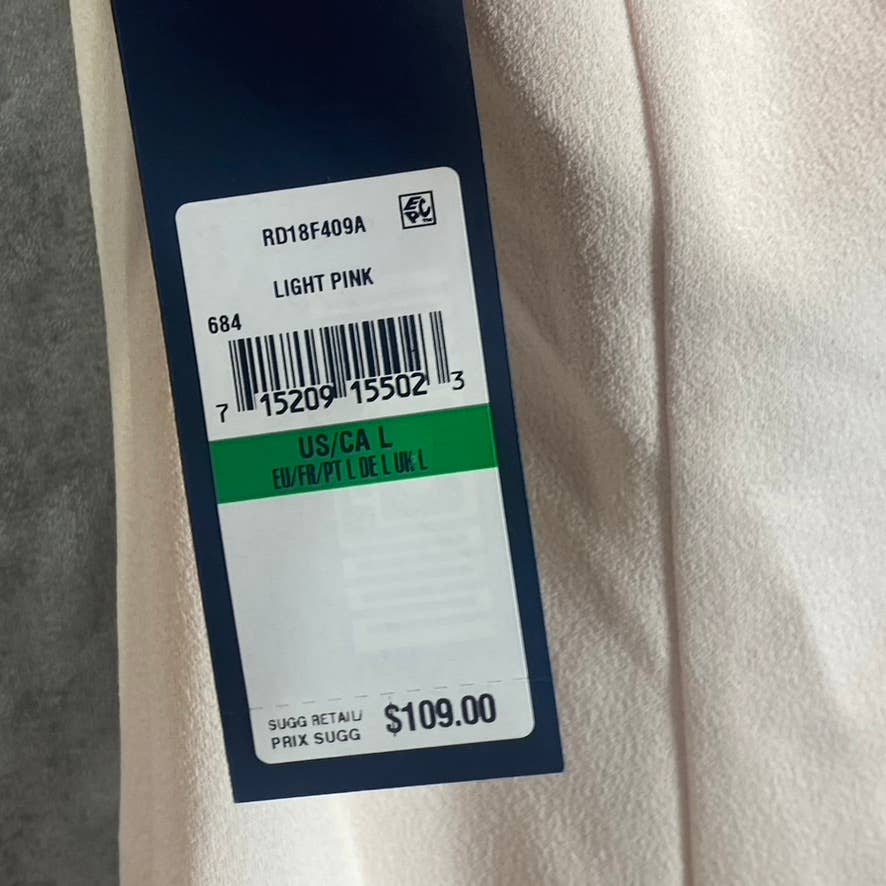 RD18F409A
EPC
LIGHT PINK
684
7 15209 15502 3
US/CA L
EU/FR/PT L DE L UK L
SUGG RETAIL/
PRIX SUGG
$109.00